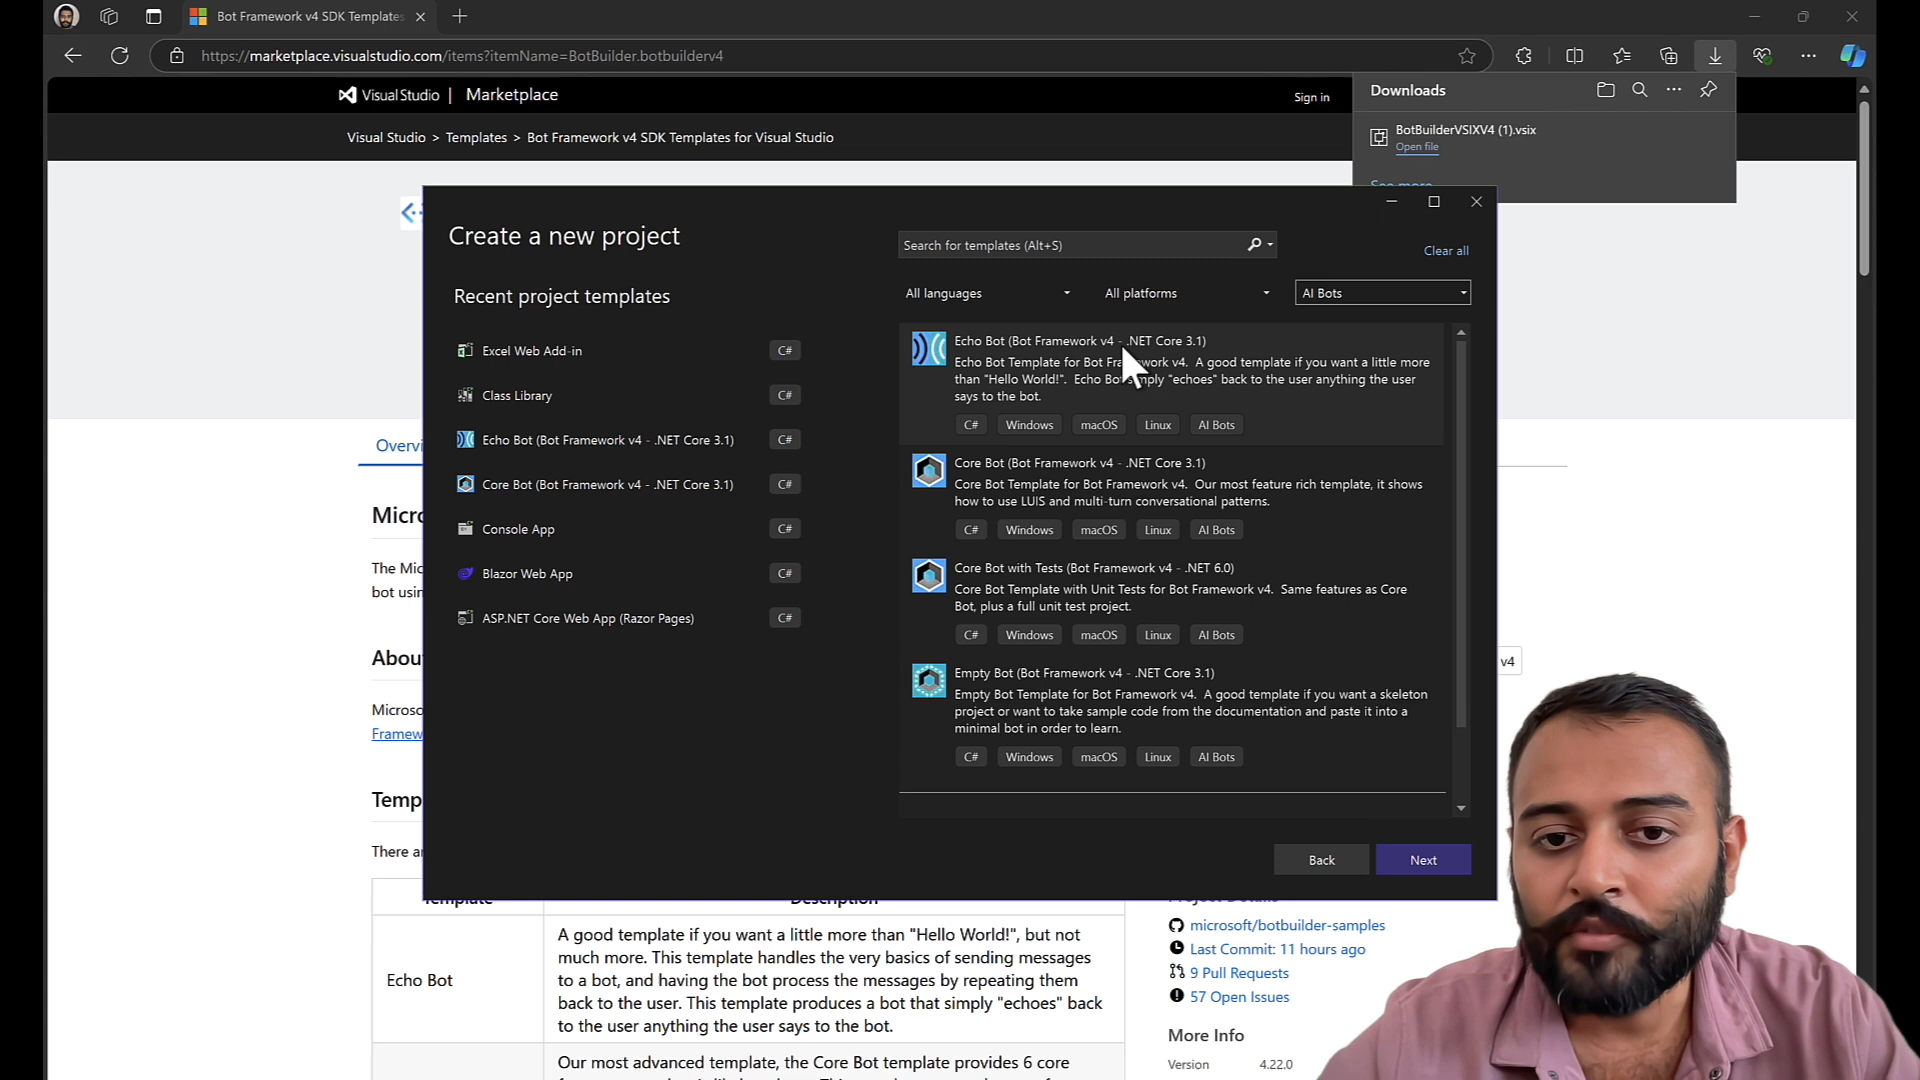 Bot Framework v4 SDK Templates
https://marketplace.visualstudio.com/items?itemName=BotBuilder.botbuilderv4
Visual Studio | Marketplace
Sign in
Downloads
BotBuilderVSIXV4 (1).vsix
Open file
See more
Visual Studio > Templates > Bot Framework v4 SDK Templates for Visual Studio
Create a new project
Search for templates (Alt+S)
Clear all
Recent project templates
All languages
All platforms
AI Bots
Excel Web Add-in
C#
Class Library
C#
Echo Bot (Bot Framework v4 - .NET Core 3.1)
C#
Core Bot (Bot Framework v4 - .NET Core 3.1)
C#
Console App
C#
Blazor Web App
C#
ASP.NET Core Web App (Razor Pages)
C#
Echo Bot (Bot Framework v4 - .NET Core 3.1)
Echo Bot Template for Bot Framework v4. A good template if you want a little more
than "Hello World!". Echo Bot simply "echoes" back to the user anything the user
says to the bot.
C# Windows macOS Linux AI Bots
Core Bot (Bot Framework v4 - .NET Core 3.1)
Core Bot Template for Bot Framework v4. Our most feature rich template, it shows
how to use LUIS and multi-turn conversational patterns.
C# Windows macOS Linux AI Bots
Core Bot with Tests (Bot Framework v4 - .NET 6.0)
Core Bot Template with Unit Tests for Bot Framework v4. Same features as Core
Bot, plus a full unit test project.
C# Windows macOS Linux AI Bots
Empty Bot (Bot Framework v4 - .NET Core 3.1)
Empty Bot Template for Bot Framework v4. A good template if you want a skeleton
project or want to take sample code from the documentation and paste it into a
minimal bot in order to learn.
C# Windows macOS Linux AI Bots
Back
Next
Overvi
Micro
The Mic
bot usin
Abou
Microso
Framew
Temp
There ar
v4
Template
Description
Echo Bot
A good template if you want a little more than "Hello World!", but not
much more. This template handles the very basics of sending messages
to a bot, and having the bot process the messages by repeating them
back to the user. This template produces a bot that simply "echoes" back
to the user anything the user says to the bot.
Our most advanced template, the Core Bot template provides 6 core
Project Details
microsoft/botbuilder-samples
Last Commit: 11 hours ago
9 Pull Requests
57 Open Issues
More Info
Version 4.22.0